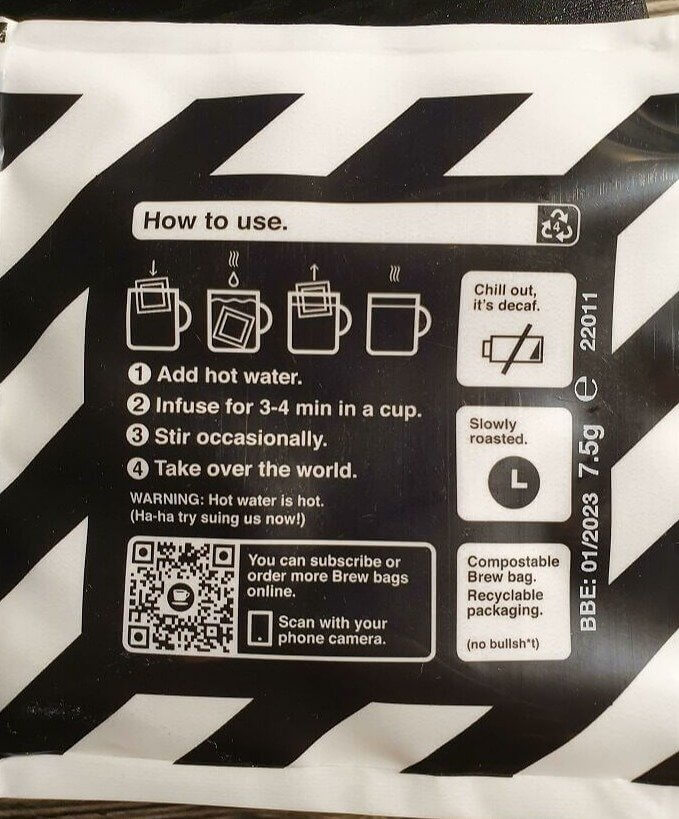 How to use.
4
Chill out,
it's decaf.
1 Add hot water.
2 Infuse for 3-4 min in a cup.
3 Stir occasionally.
4 Take over the world.
WARNING: Hot water is hot.
(Ha-ha try suing us now!)
Slowly
roasted.
You can subscribe or
order more Brew bags
online.
Scan with your
phone camera.
Compostable
Brew bag.
Recyclable
packaging.
(no bullsh*t)
BBE: 01/2023 7.5g e 22011